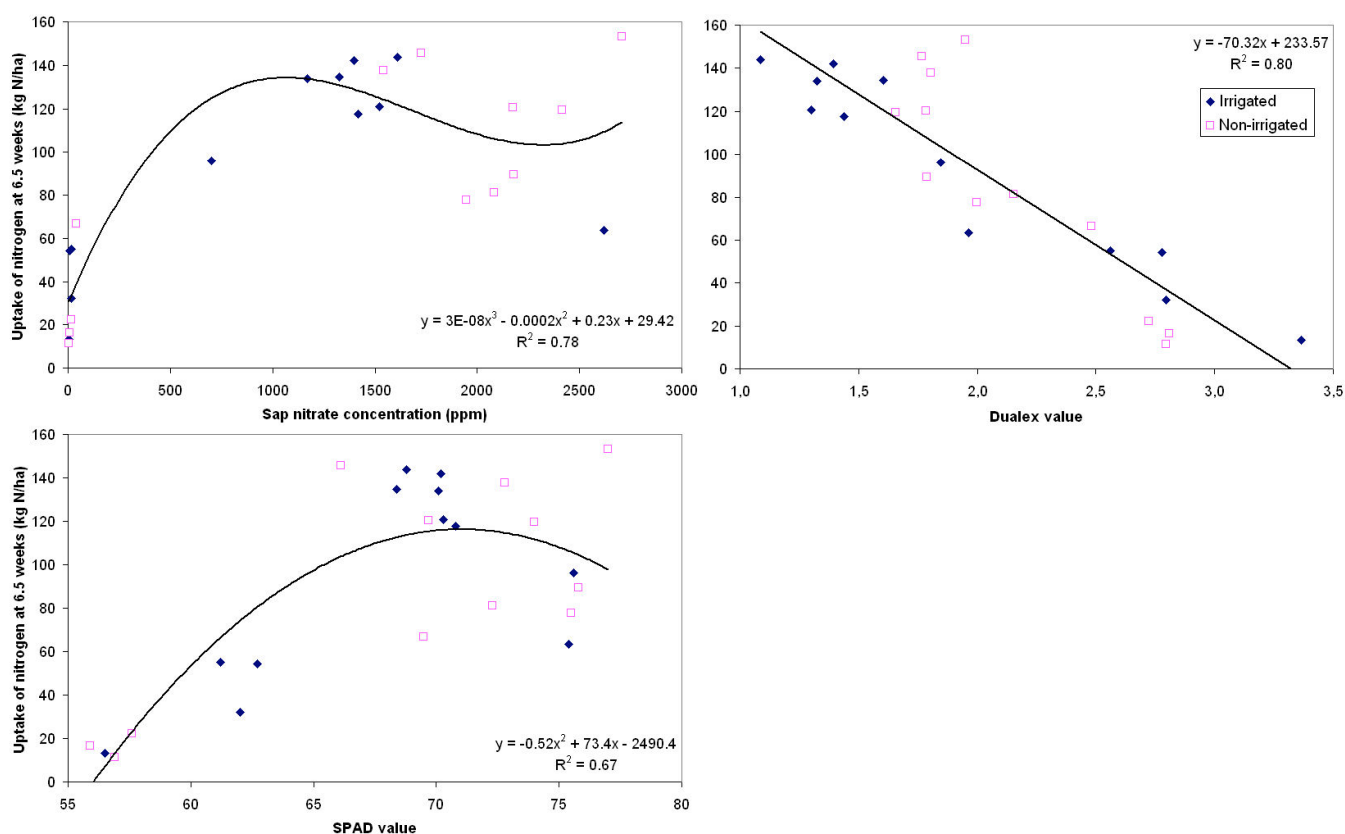 Uptake of nitrogen at 6.5 weeks (kg N/ha)
160
140
120
100
80
60
40
20
0
y = 3E-08x³ - 0.0002x² + 0.23x + 29.42
R² = 0.78
0 500 1000 1500 2000 2500 3000
Sap nitrate concentration (ppm)
160
140
120
100
80
60
40
20
0
y = -70.32x + 233.57
R² = 0.80
Irrigated
Non-irrigated
1,0 1,5 2,0 2,5 3,0 3,5
Dualex value
Uptake of nitrogen at 6.5 weeks (kg N/ha)
160
140
120
100
80
60
40
20
0
y = -0.52x² + 73.4x - 2490.4
R² = 0.67
55 60 65 70 75 80
SPAD value